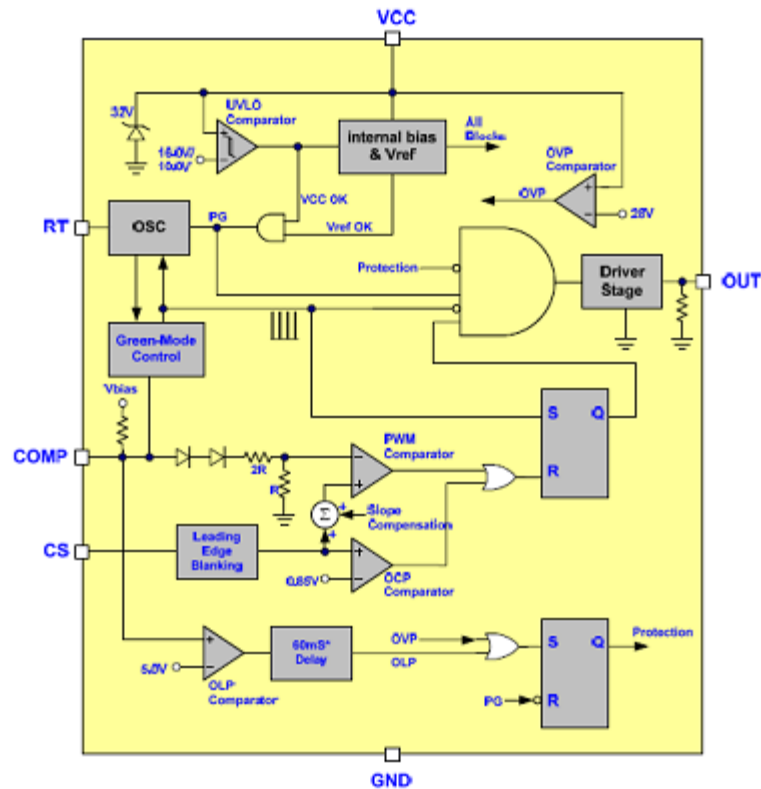 VCC
32V
UVLO
Comparator
16.0V/
10.0V
internal bias
& Vref
All
Blocks
OVP
Comparator
OVP
28V
VCC OK
Vref OK
PG
RT
OSC
Protection
Driver
Stage
OUT
Green-Mode
Control
Vbias
S
Q
R
COMP
2R
R
PWM
Comparator
Σ
+
+
Slope
Compensation
CS
Leading
Edge
Blanking
0.85V
OCP
Comparator
5.0V
OLP
Comparator
60mS*
Delay
OVP
OLP
S
Q
Protection
PG
R
GND